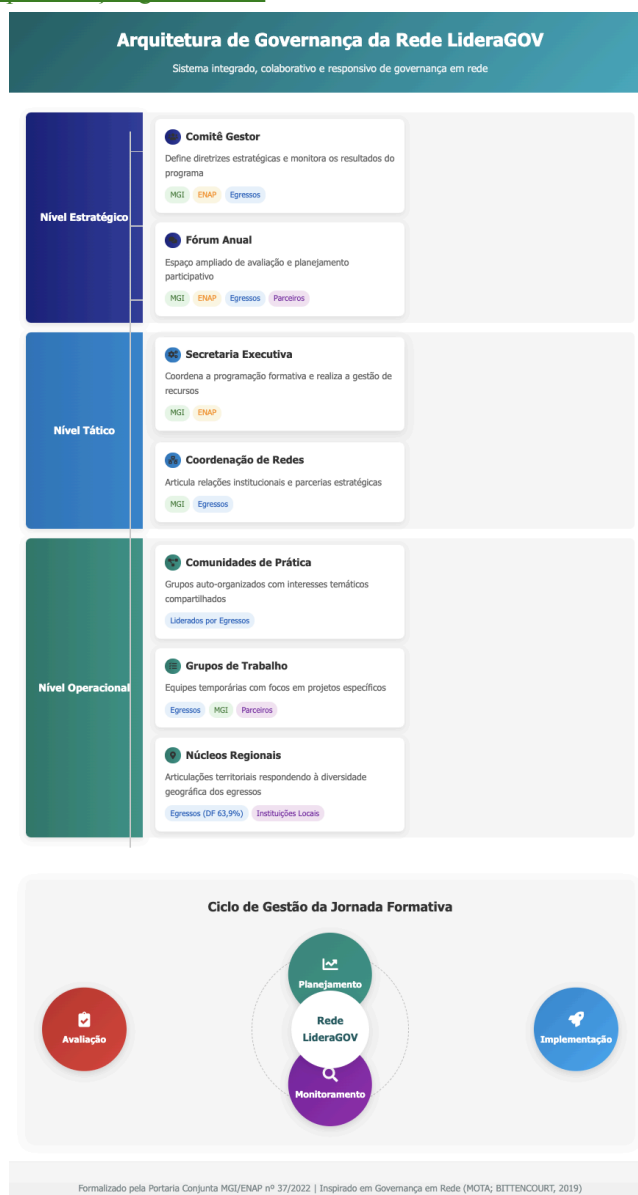 Arquitetura de Governança da Rede LideraGOV
Sistema integrado, colaborativo e responsivo de governança em rede
Nível Estratégico
Comitê Gestor
Define diretrizes estratégicas e monitora os resultados do
programa
MGI ENAP Egressos
Fórum Anual
Espaço ampliado de avaliação e planejamento
participativo
MGI ENAP Egressos Parceiros
Nível Tático
Secretaria Executiva
Coordena a programação formativa e realiza a gestão de
recursos
MGI ENAP
Coordenação de Redes
Articula relações institucionais e parcerias estratégicas
MGI Egressos
Nível Operacional
Comunidades de Prática
Grupos auto-organizados com interesses temáticos
compartilhados
Liderados por Egressos
Grupos de Trabalho
Equipes temporárias com focos em projetos específicos
Egressos MGI Parceiros
Núcleos Regionais
Articulações territoriais respondendo à diversidade
geográfica dos egressos
Egressos (DF 63,9%) Instituições Locais
Ciclo de Gestão da Jornada Formativa
Planejamento
Avaliação
Rede
LideraGOV
Implementação
Monitoramento
Formalizado pela Portaria Conjunta MGI/ENAP nº 37/2022 | Inspirado em Governança em Rede (MOTA; BITTENCOURT, 2019)